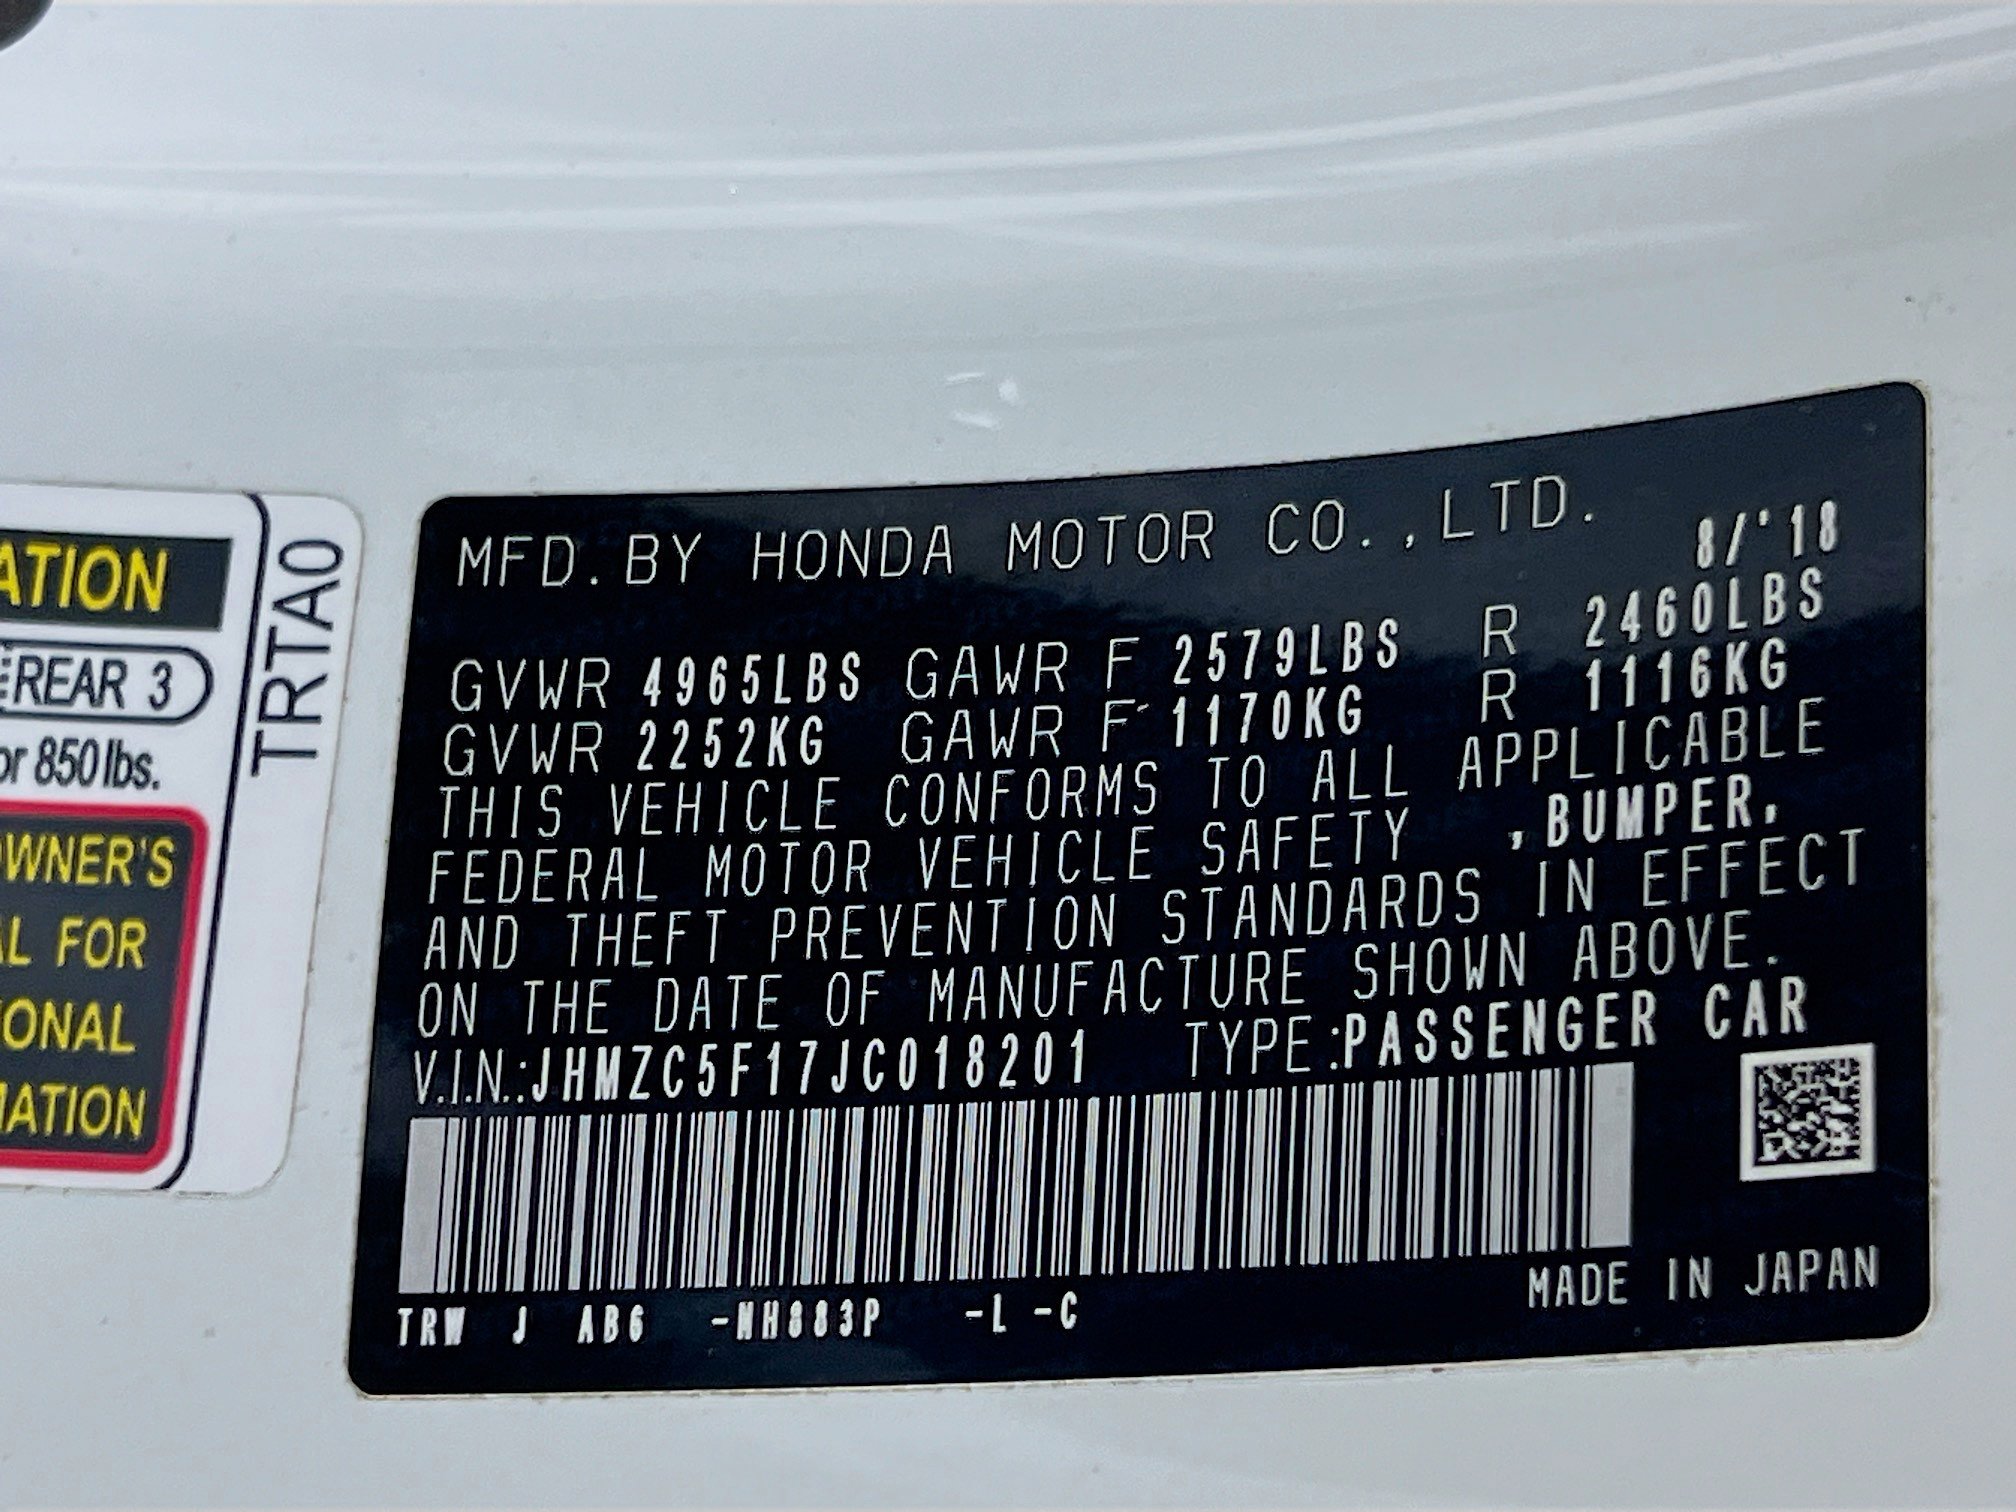 ATION
REAR 3
or 850 lbs.
OWNER'S
AL FOR
IONAL
MATION
TRTA0
MFD. BY HONDA MOTOR CO., LTD.
8/'18
GVWR 4965LBS GAWR F 2579LBS R 2460LBS
GVWR 2252KG GAWR F 1170KG R 1116KG
THIS VEHICLE CONFORMS TO ALL APPLICABLE
FEDERAL MOTOR VEHICLE SAFETY , BUMPER,
AND THEFT PREVENTION STANDARDS IN EFFECT
ON THE DATE OF MANUFACTURE SHOWN ABOVE.
V.I.N.:JHMZC5F17JC018201 TYPE:PASSENGER CAR
TRW J AB6 -NH883P -L -C
MADE IN JAPAN